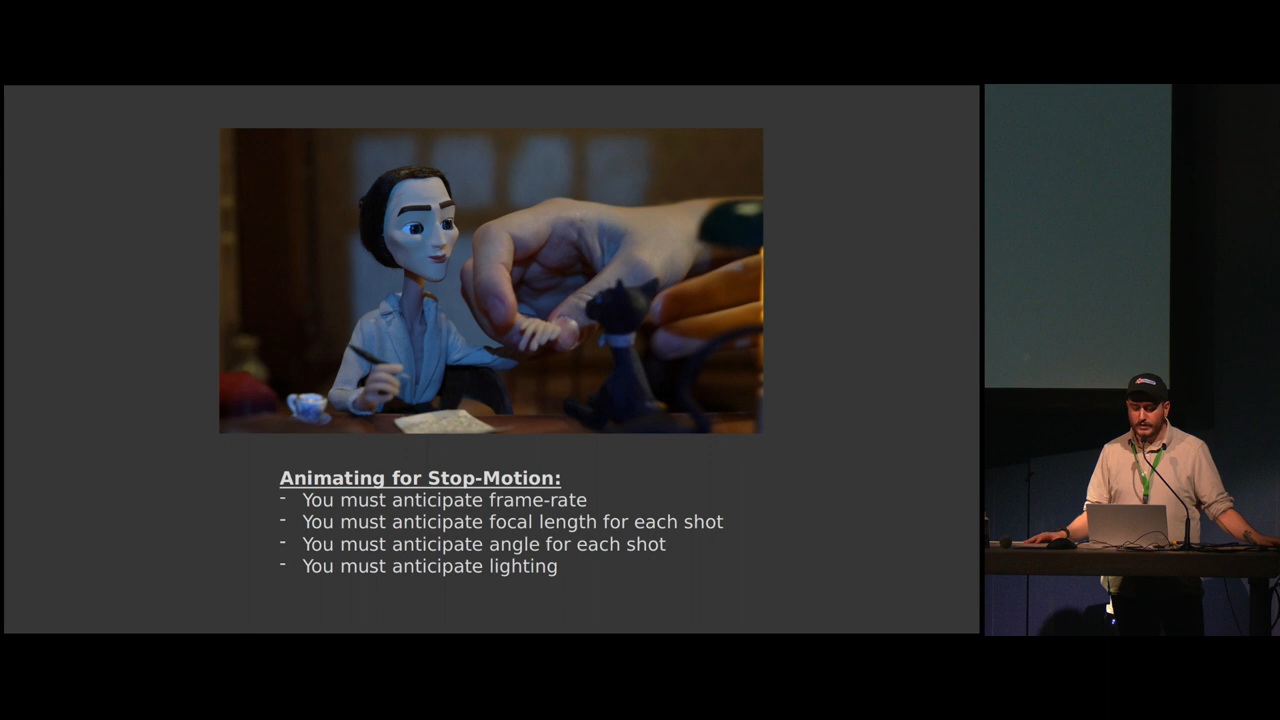 Animating for Stop-Motion:
- You must anticipate frame-rate
- You must anticipate focal length for each shot
- You must anticipate angle for each shot
- You must anticipate lighting